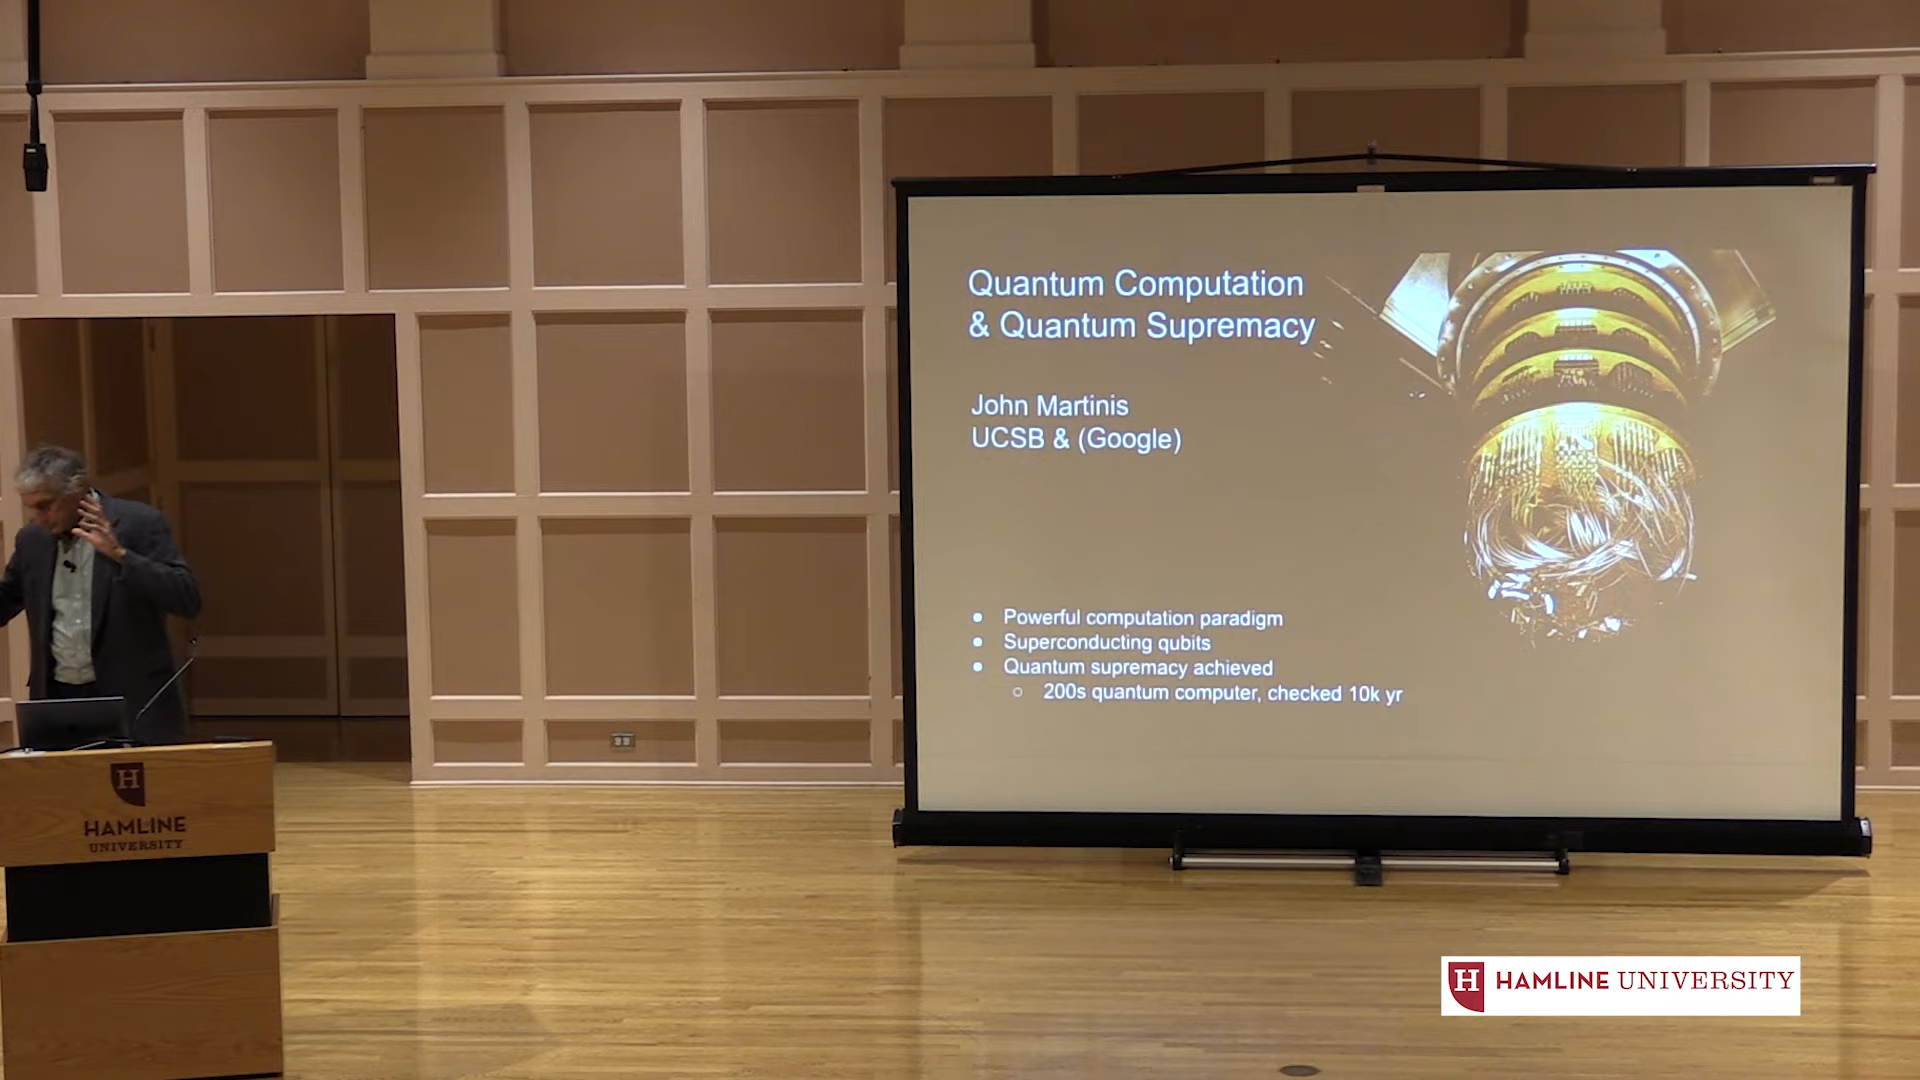 Quantum Computation
& Quantum Supremacy
John Martinis
UCSB & (Google)
● Powerful computation paradigm
● Superconducting qubits
● Quantum supremacy achieved
○ 200s quantum computer, checked 10k yr
H
HAMLINE
UNIVERSITY
H HAMLINE UNIVERSITY